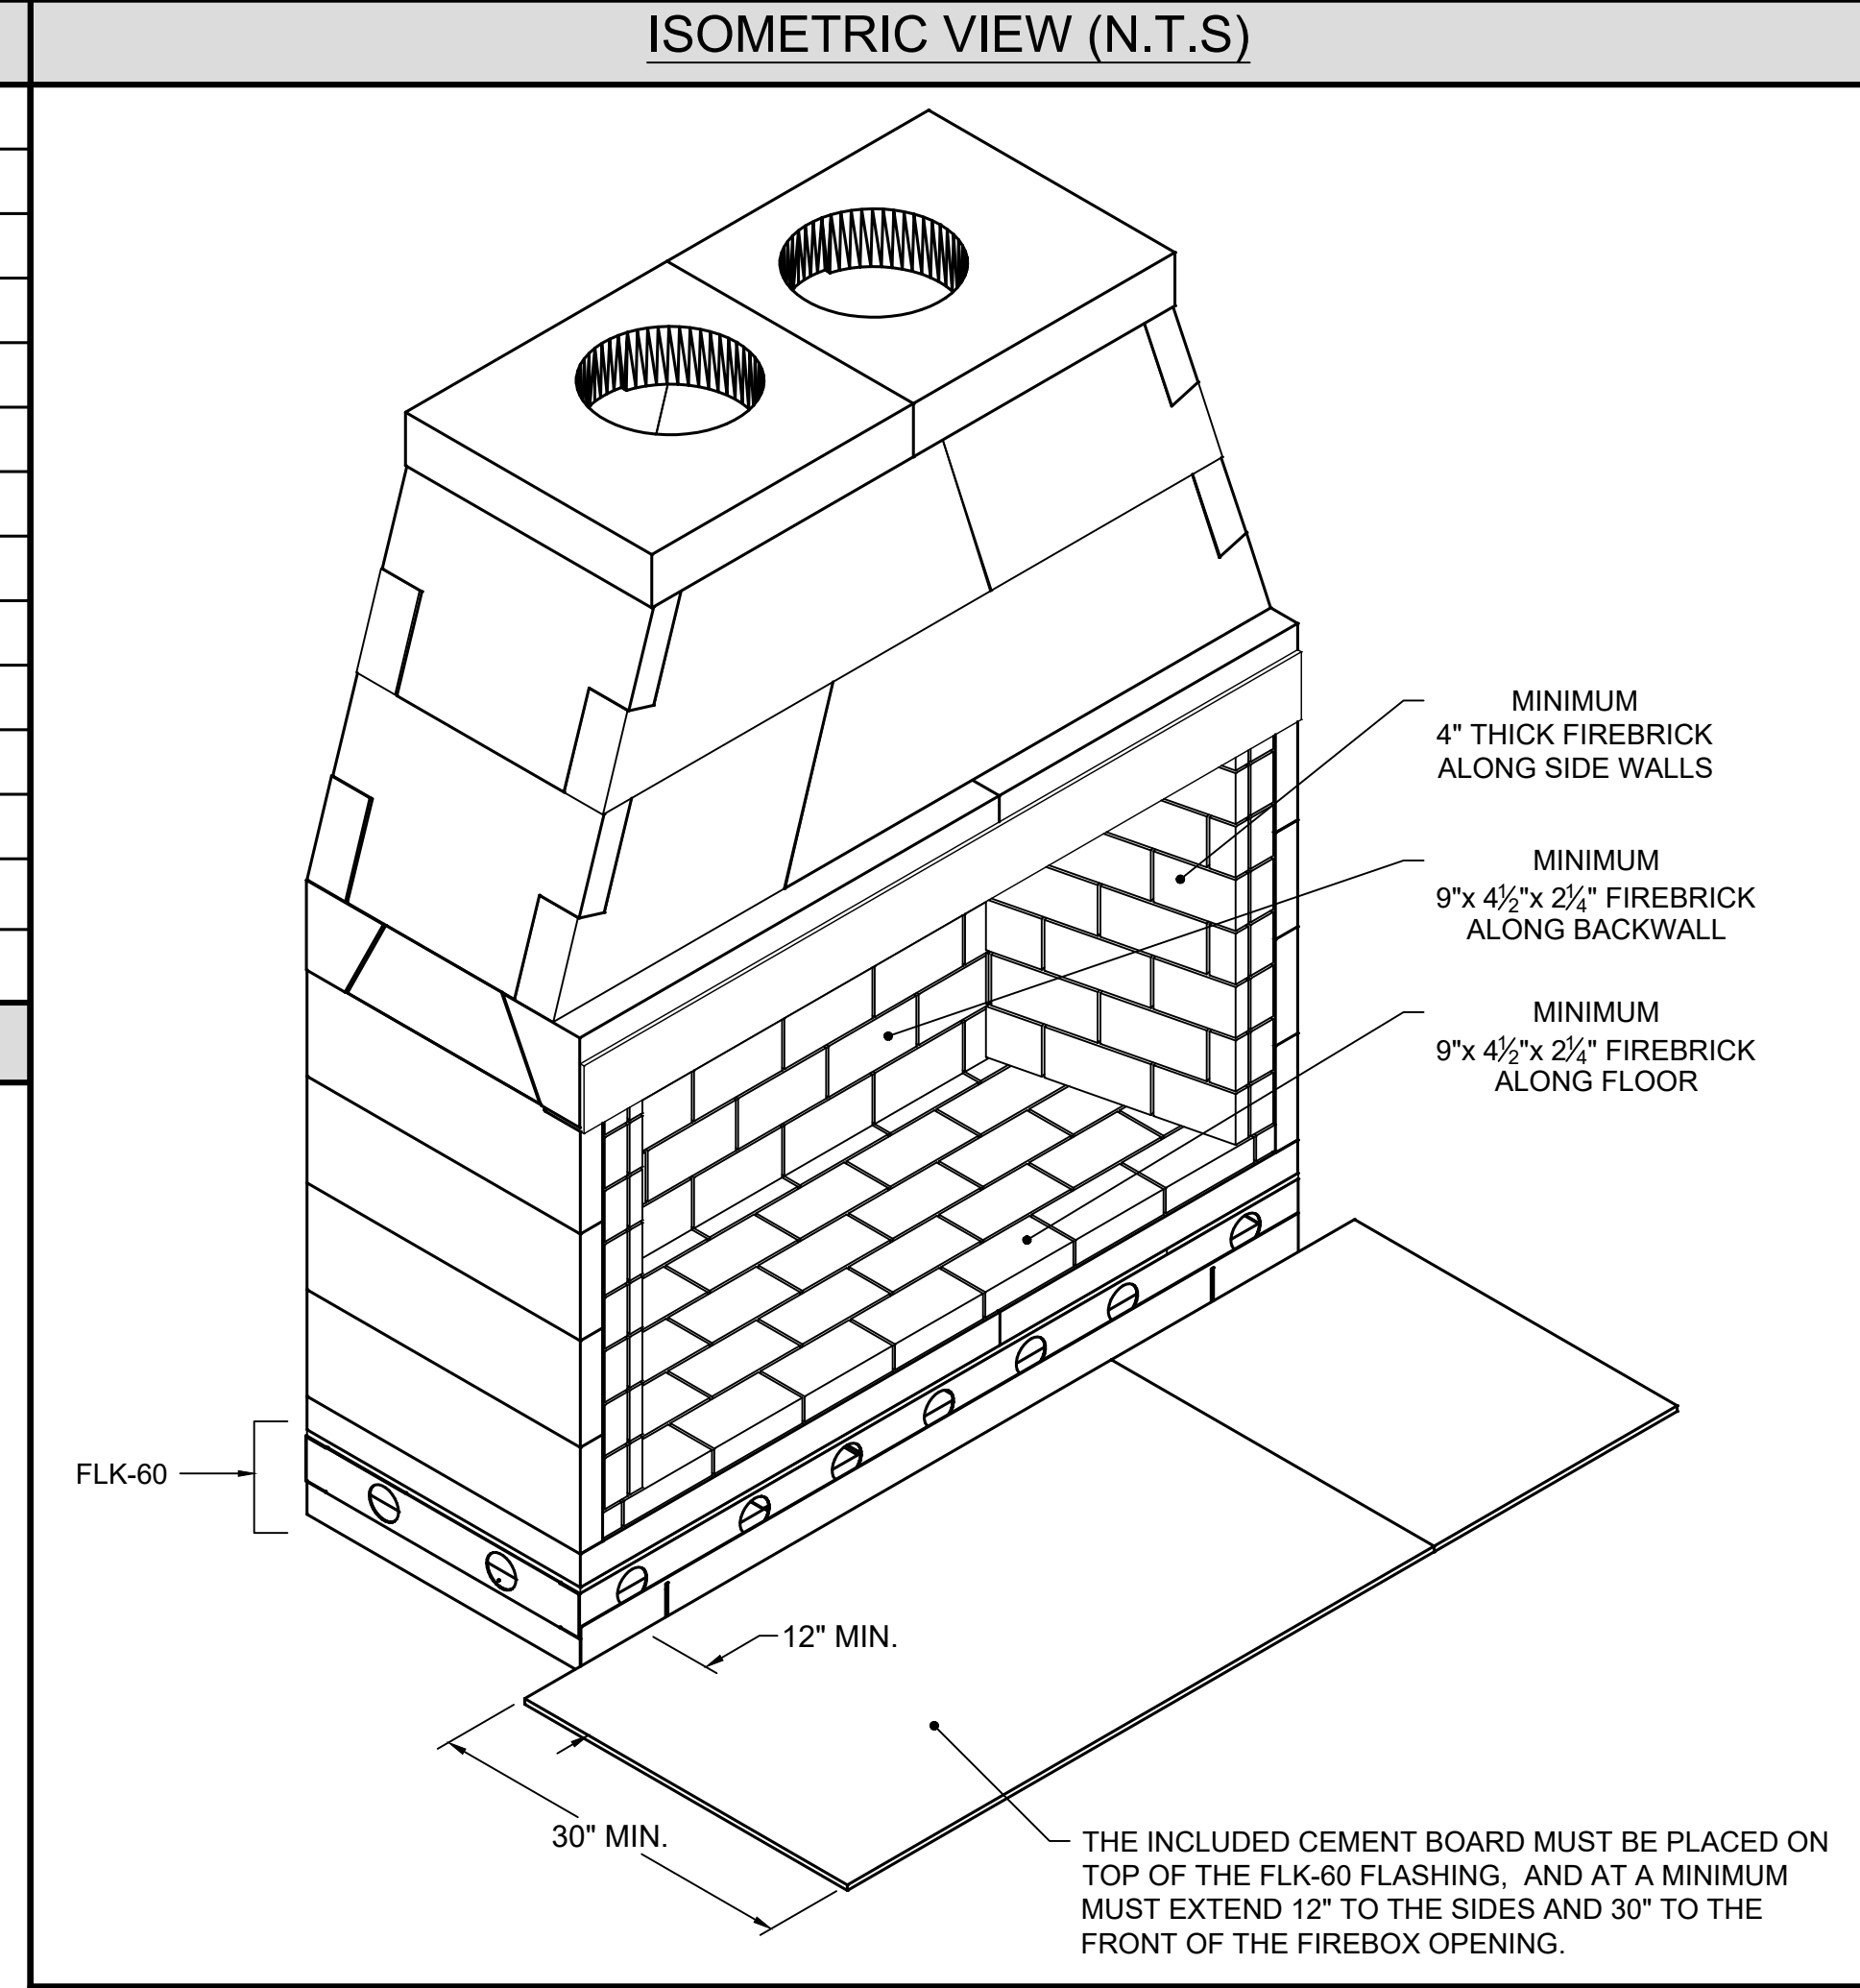 ISOMETRIC VIEW (N.T.S)
MINIMUM
4" THICK FIREBRICK
ALONG SIDE WALLS
MINIMUM
9"x 4½"x 2¼" FIREBRICK
ALONG BACKWALL
MINIMUM
9"x 4½"x 2¼" FIREBRICK
ALONG FLOOR
FLK-60
12" MIN.
30" MIN.
THE INCLUDED CEMENT BOARD MUST BE PLACED ON
TOP OF THE FLK-60 FLASHING, AND AT A MINIMUM
MUST EXTEND 12" TO THE SIDES AND 30" TO THE
FRONT OF THE FIREBOX OPENING.